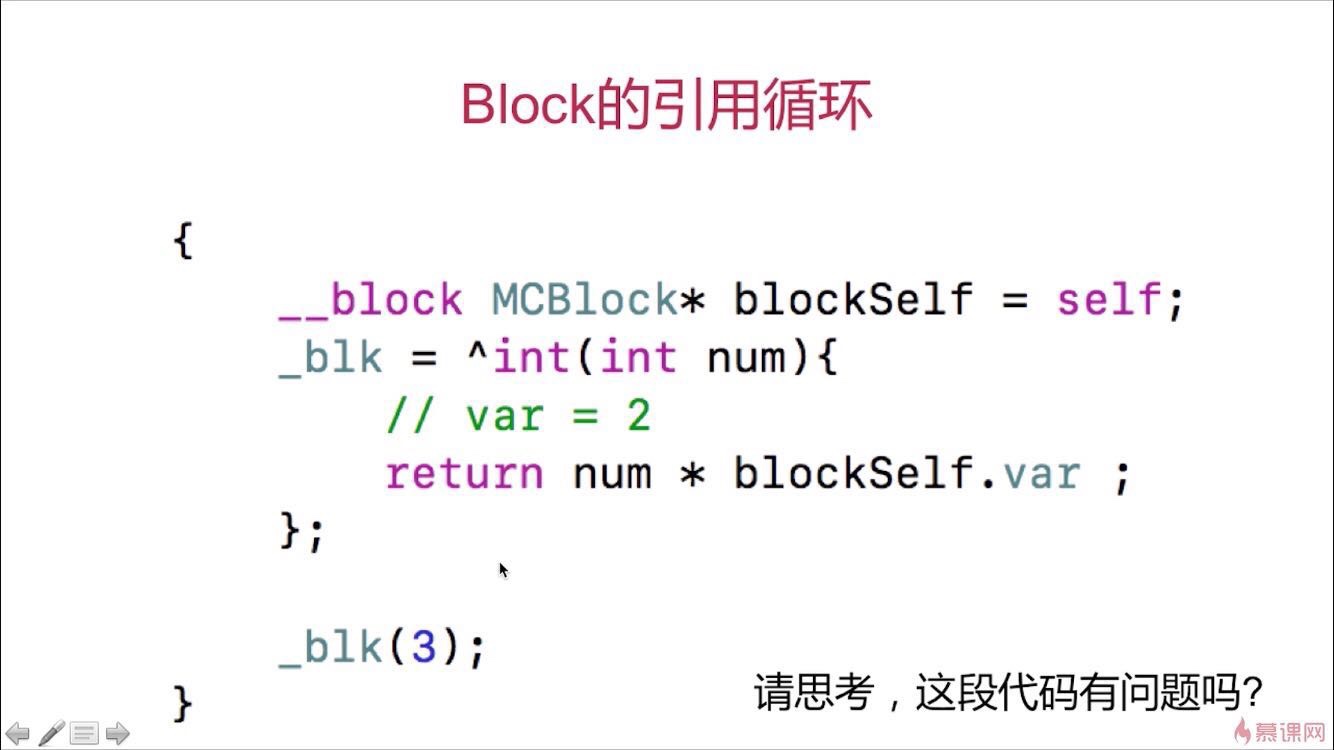 Block的引用循环
{
__block MCBlock* blockSelf = self;
_blk = ^int(int num){
// var = 2
return num * blockSelf.var ;
};
_blk(3);
}
请思考，这段代码有问题吗?
慕课网